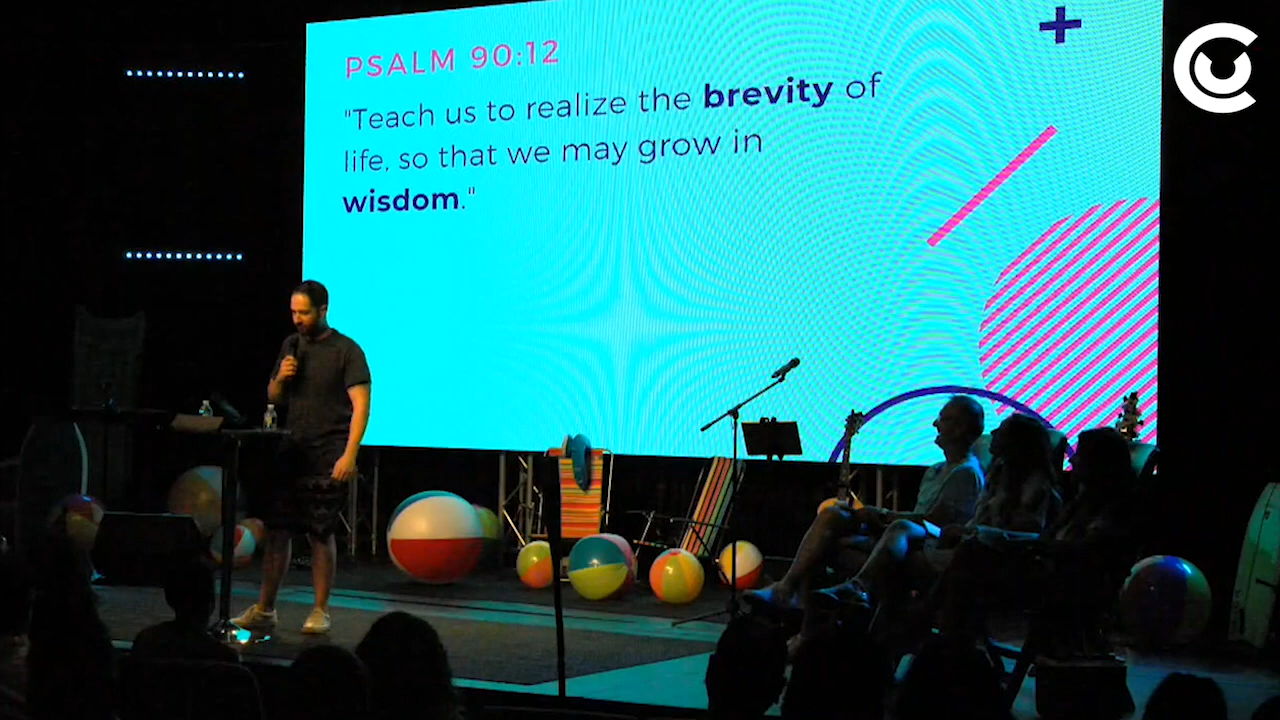 PSALM 90:12
"Teach us to realize the brevity of
life, so that we may grow in
wisdom."